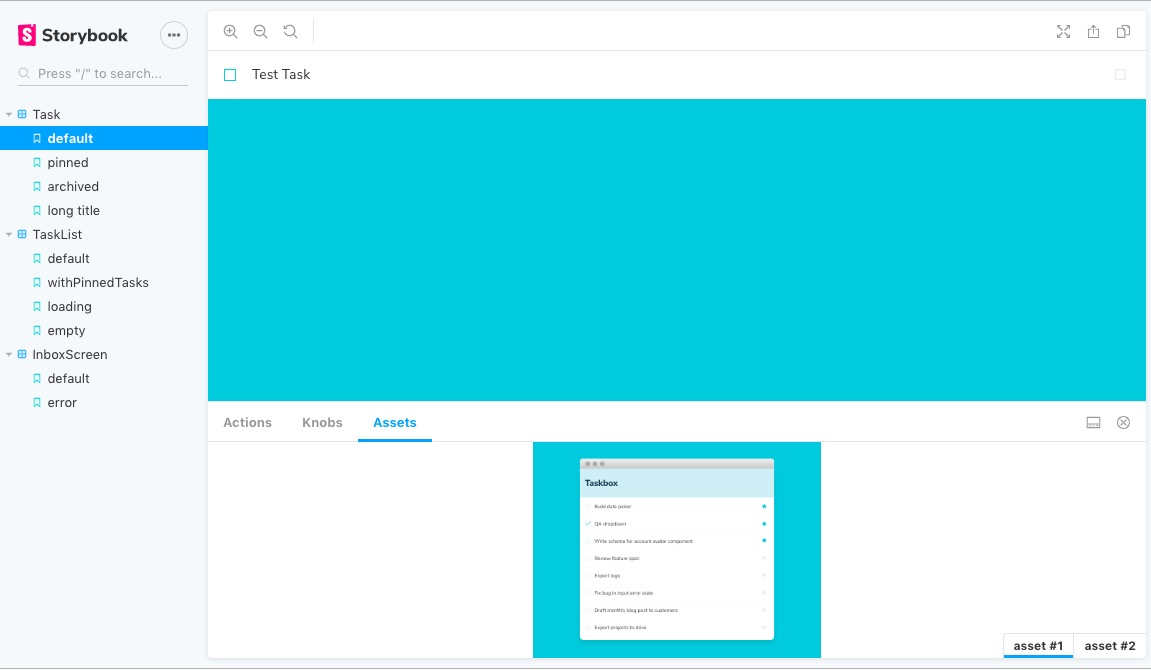 Storybook
Press "/" to search...
Task
default
pinned
archived
long title
TaskList
default
withPinnedTasks
loading
empty
InboxScreen
default
error
Test Task
Actions Knobs Assets
Taskbox
Build date picker
QA dropdown
Write schema for account avatar component
Review feature spec
Export logo
Fix bug in input error state
Draft monthly blog post to customers
Export projects to drive
asset #1 asset #2